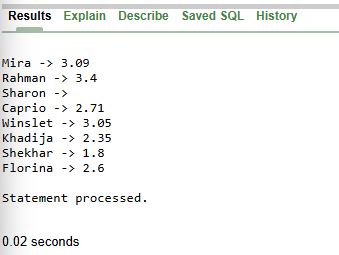 Results Explain Describe Saved SQL History
Mira -> 3.09
Rahman -> 3.4
Sharon ->
Caprio -> 2.71
Winslet -> 3.05
Khadija -> 2.35
Shekhar -> 1.8
Florina -> 2.6
Statement processed.
0.02 seconds